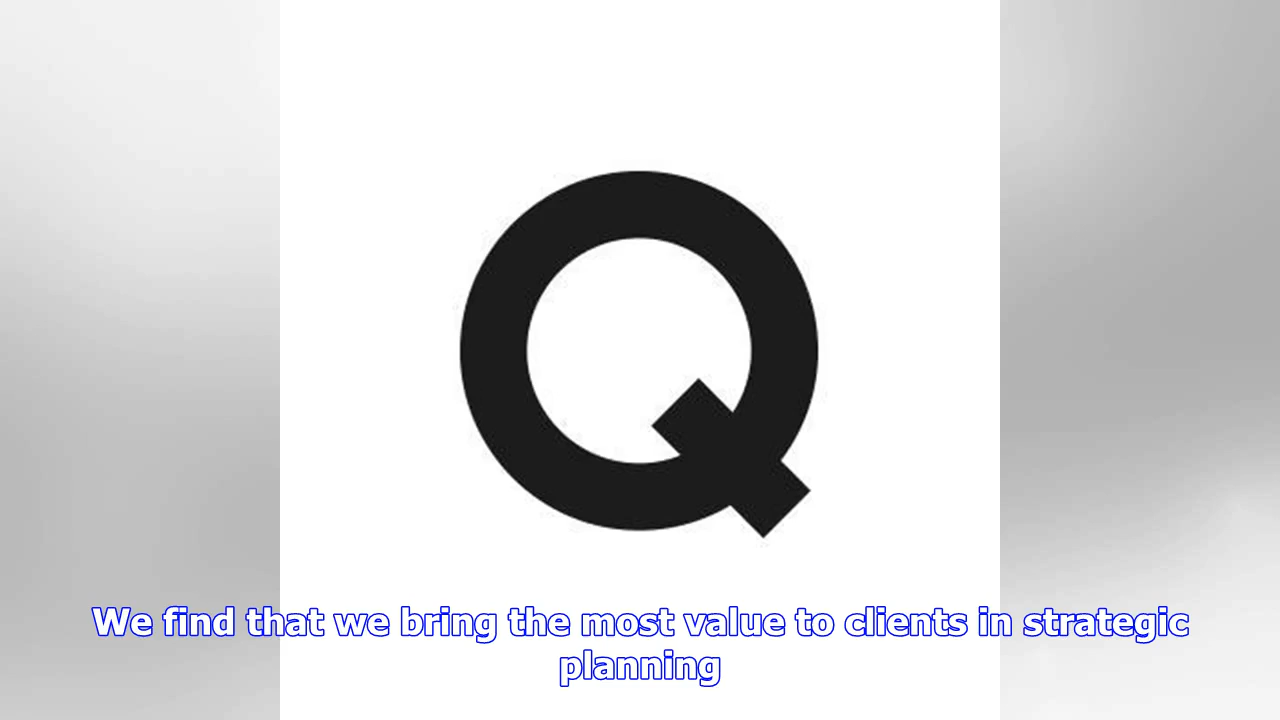 Q
We find that we bring the most value to clients in strategic
planning